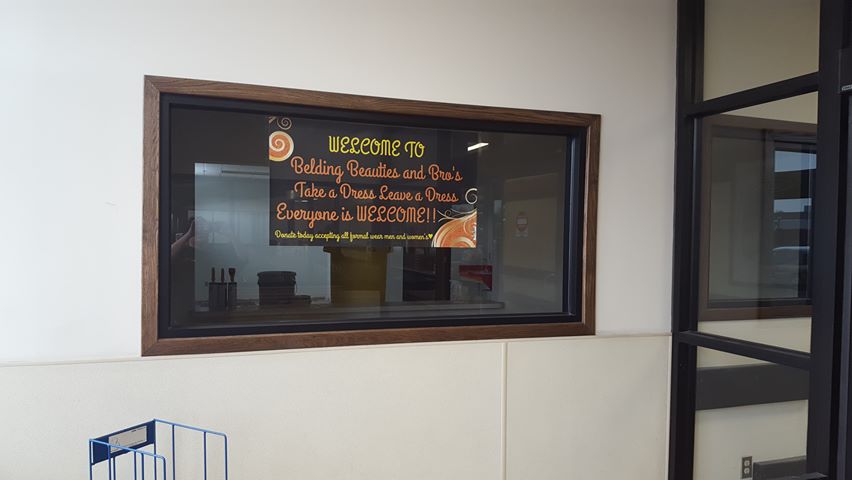 WELCOME TO
Belding Beauties and Bro's
Take a Dress Leave a Dress
Everyone is WELCOME!!
Donate today accepting all formal wear men and women's♥